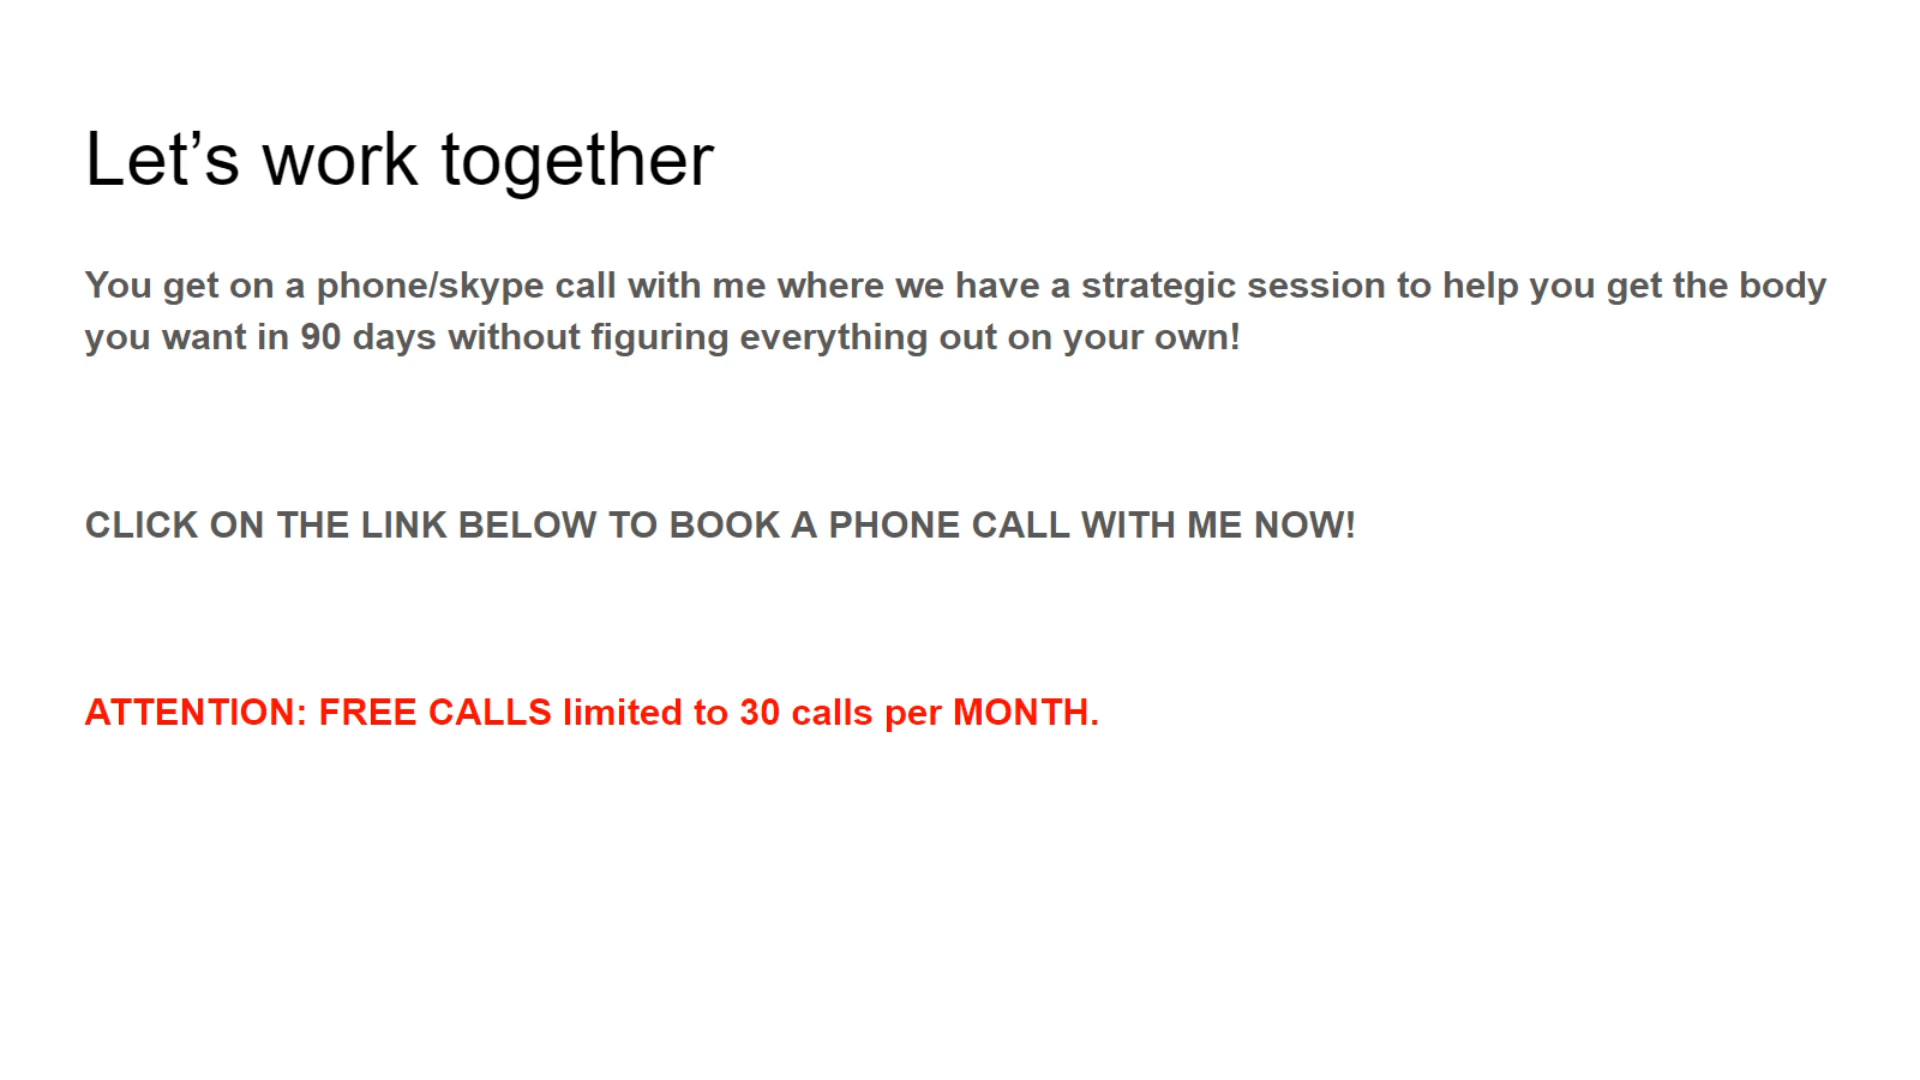 Let’s work together
You get on a phone/skype call with me where we have a strategic session to help you get the body
you want in 90 days without figuring everything out on your own!
CLICK ON THE LINK BELOW TO BOOK A PHONE CALL WITH ME NOW!
ATTENTION: FREE CALLS limited to 30 calls per MONTH.